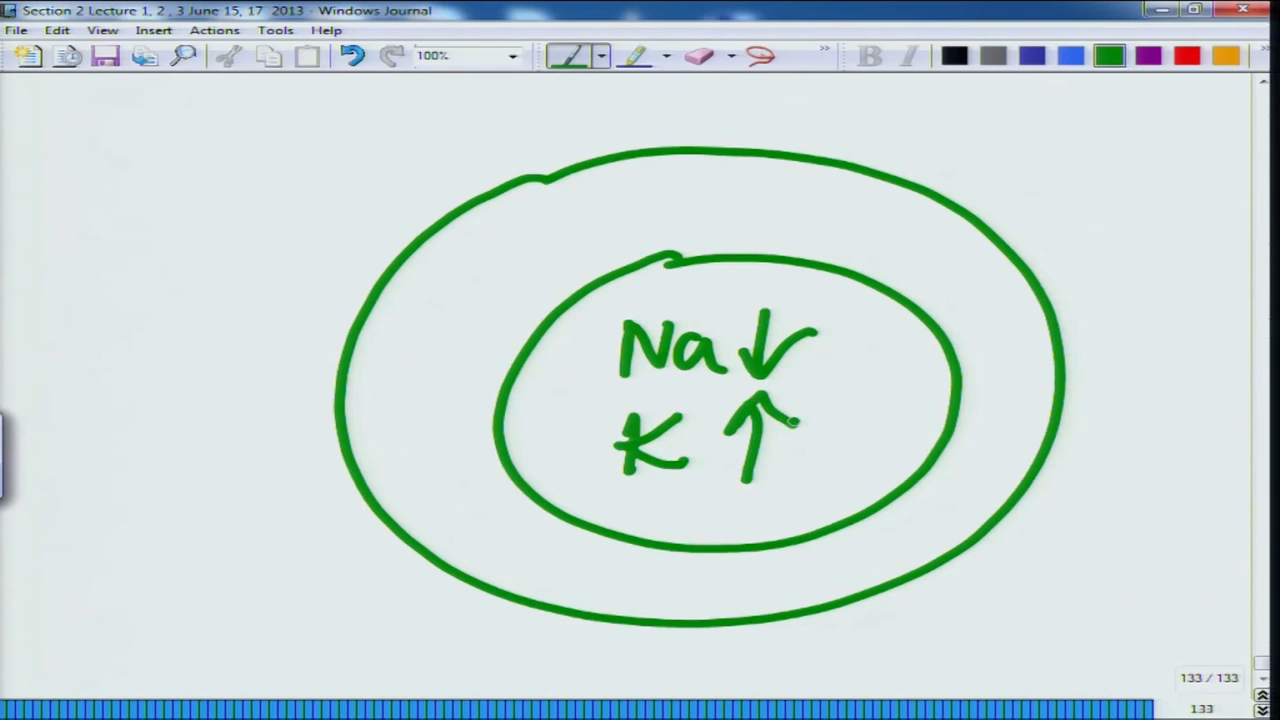 Section 2 Lecture 1, 2 , 3 June 15, 17 2013 - Windows Journal
File Edit View Insert Actions Tools Help
100% B I
Na ↓
K ↑
133 / 133
133